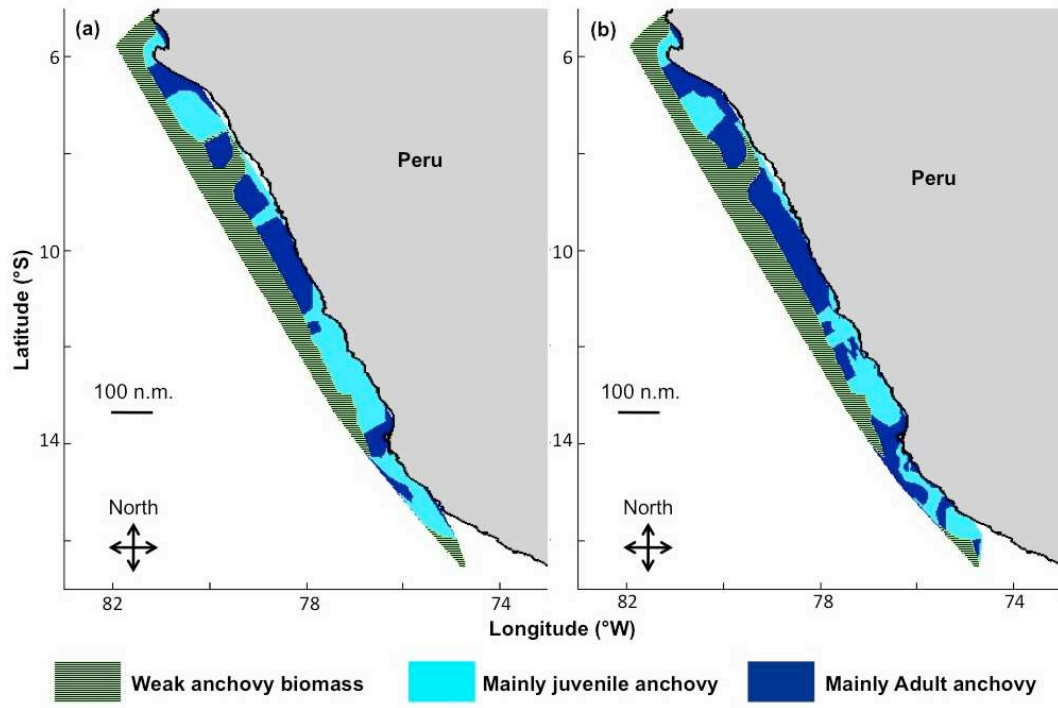 (a)
(b)
6
6
Peru
Peru
10
10
Latitude (°S)
100 n.m.
100 n.m.
14
14
North
North
82
78
74
82
78
74
Longitude (°W)
Weak anchovy biomass
Mainly juvenile anchovy
Mainly Adult anchovy